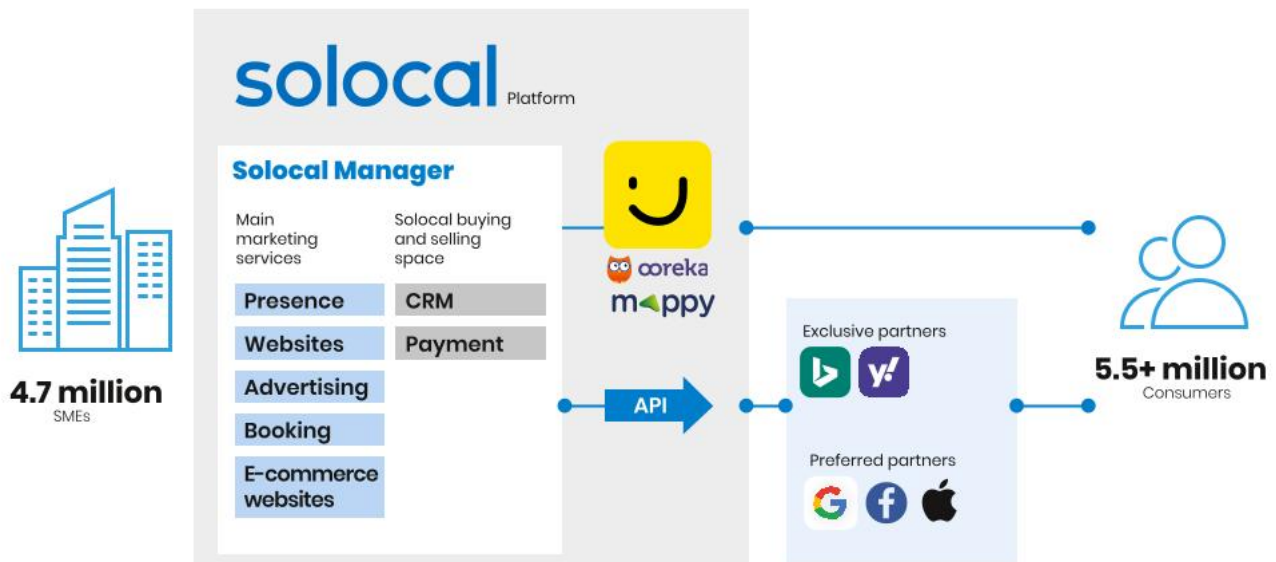 solocal Platform
Solocal Manager
Main
marketing
services
Solocal buying
and selling
space
Presence
Websites
Advertising
Booking
E-commerce
websites
CRM
Payment
ooreka
mappy
API
4.7 million
SMEs
Exclusive partners
y!
Preferred partners
G
f
5.5+ million
Consumers